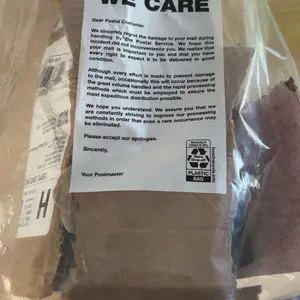 WE CARE
Dear Postal Customer:
We sincerely regret the damage to your mail during
handling by the Postal Service. We hope this
incident did not inconvenience you. We realize that
your mail is important to you and that you have
every right to expect it to be delivered in good
condition.
Although every effort is made to prevent damage
to the mail, occasionally this will occur because of
the great volume handled and the rapid processing
methods which must be employed to assure the
most expeditious distribution possible.
We hope you understand. We assure you that we
are constantly striving to improve our processing
methods in order that even a rare occurrence may
be eliminated.
Please accept our apologies.
Sincerely,
Your Postmaster
PLASTIC
BAG
how2recycle.info
H